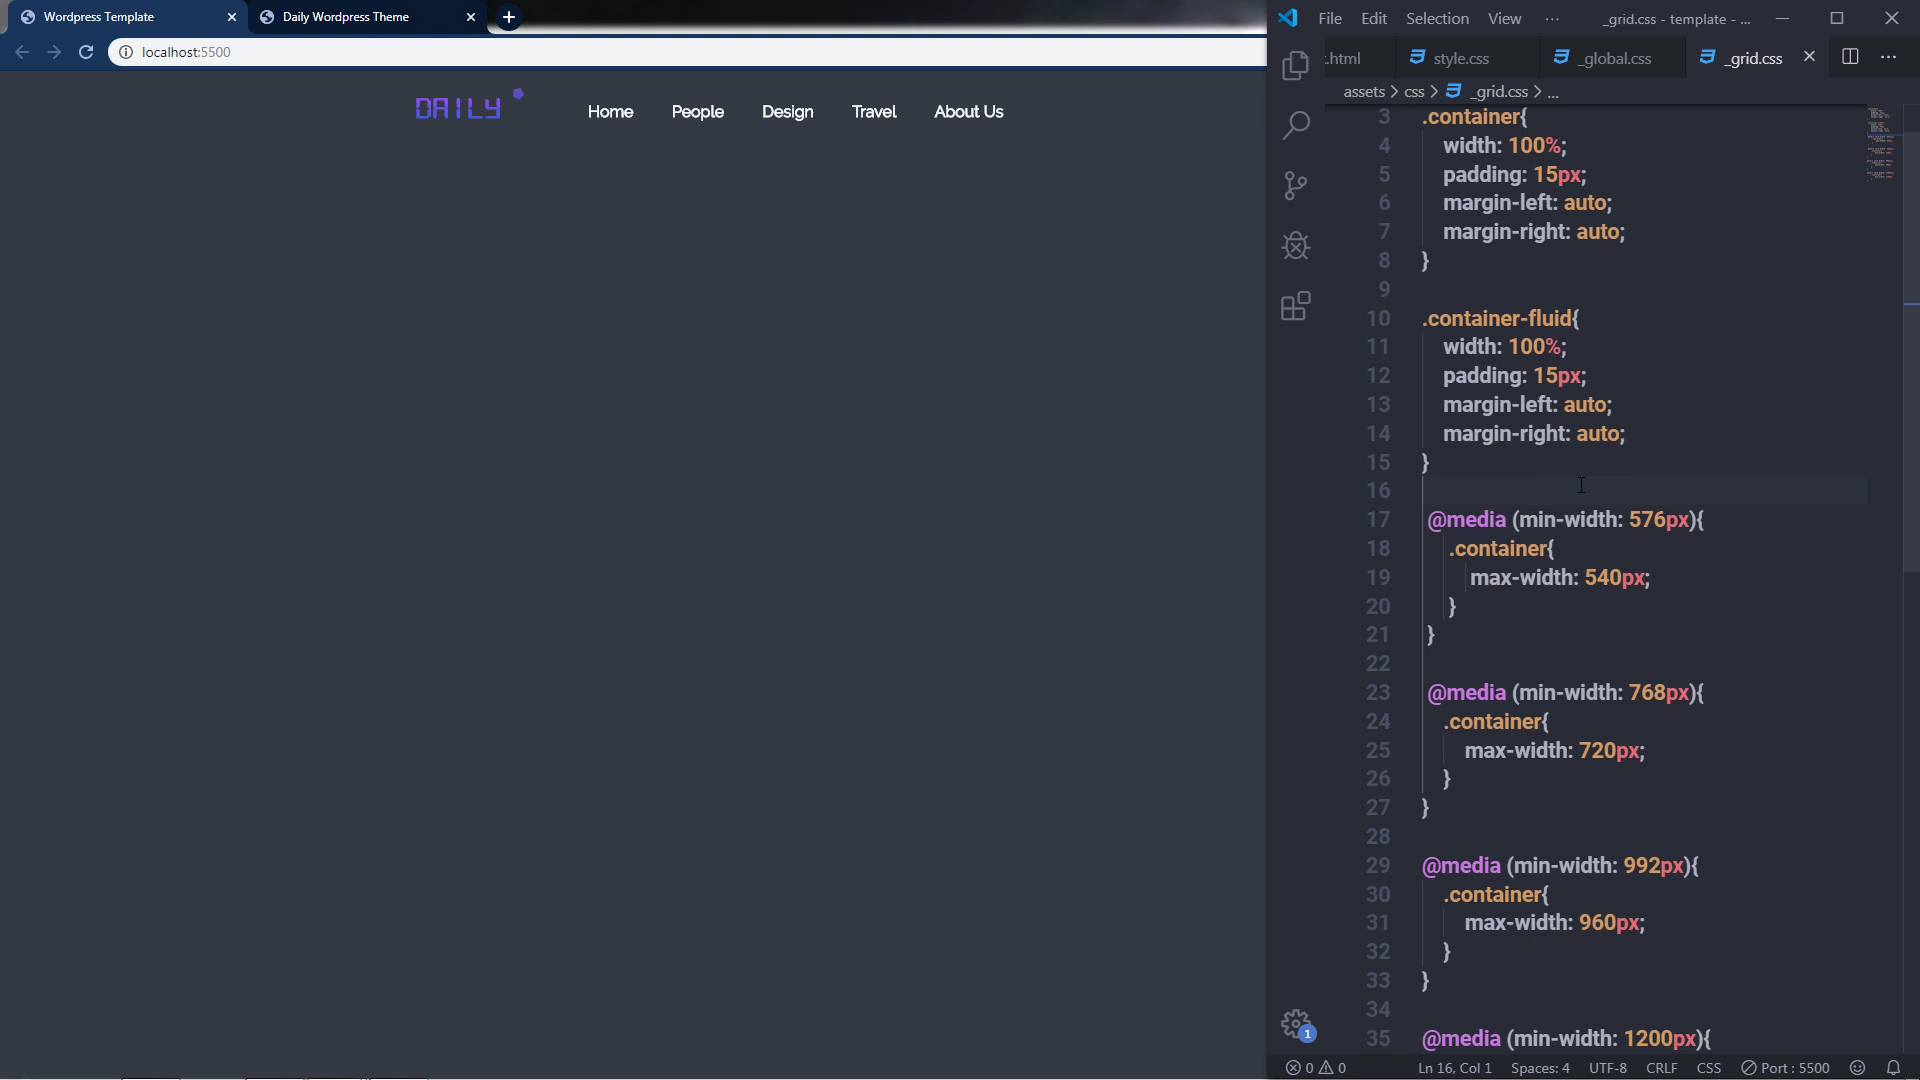 Wordpress Template
Daily Wordpress Theme
localhost:5500
DAILY
Home
People
Design
Travel
About Us
File
Edit
Selection
View
_grid.css - template - ...
.html
style.css
_global.css
_grid.css
assets > css > _grid.css > ...
3 .container{
4 width: 100%;
5 padding: 15px;
6 margin-left: auto;
7 margin-right: auto;
8 }
9
10 .container-fluid{
11 width: 100%;
12 padding: 15px;
13 margin-left: auto;
14 margin-right: auto;
15 }
16
17 @media (min-width: 576px){
18 .container{
19 max-width: 540px;
20 }
21 }
22
23 @media (min-width: 768px){
24 .container{
25 max-width: 720px;
26 }
27 }
28
29 @media (min-width: 992px){
30 .container{
31 max-width: 960px;
32 }
33 }
34
35 @media (min-width: 1200px){
1
0 0
Ln 16, Col 1
Spaces: 4
UTF-8
CRLF
CSS
Port : 5500